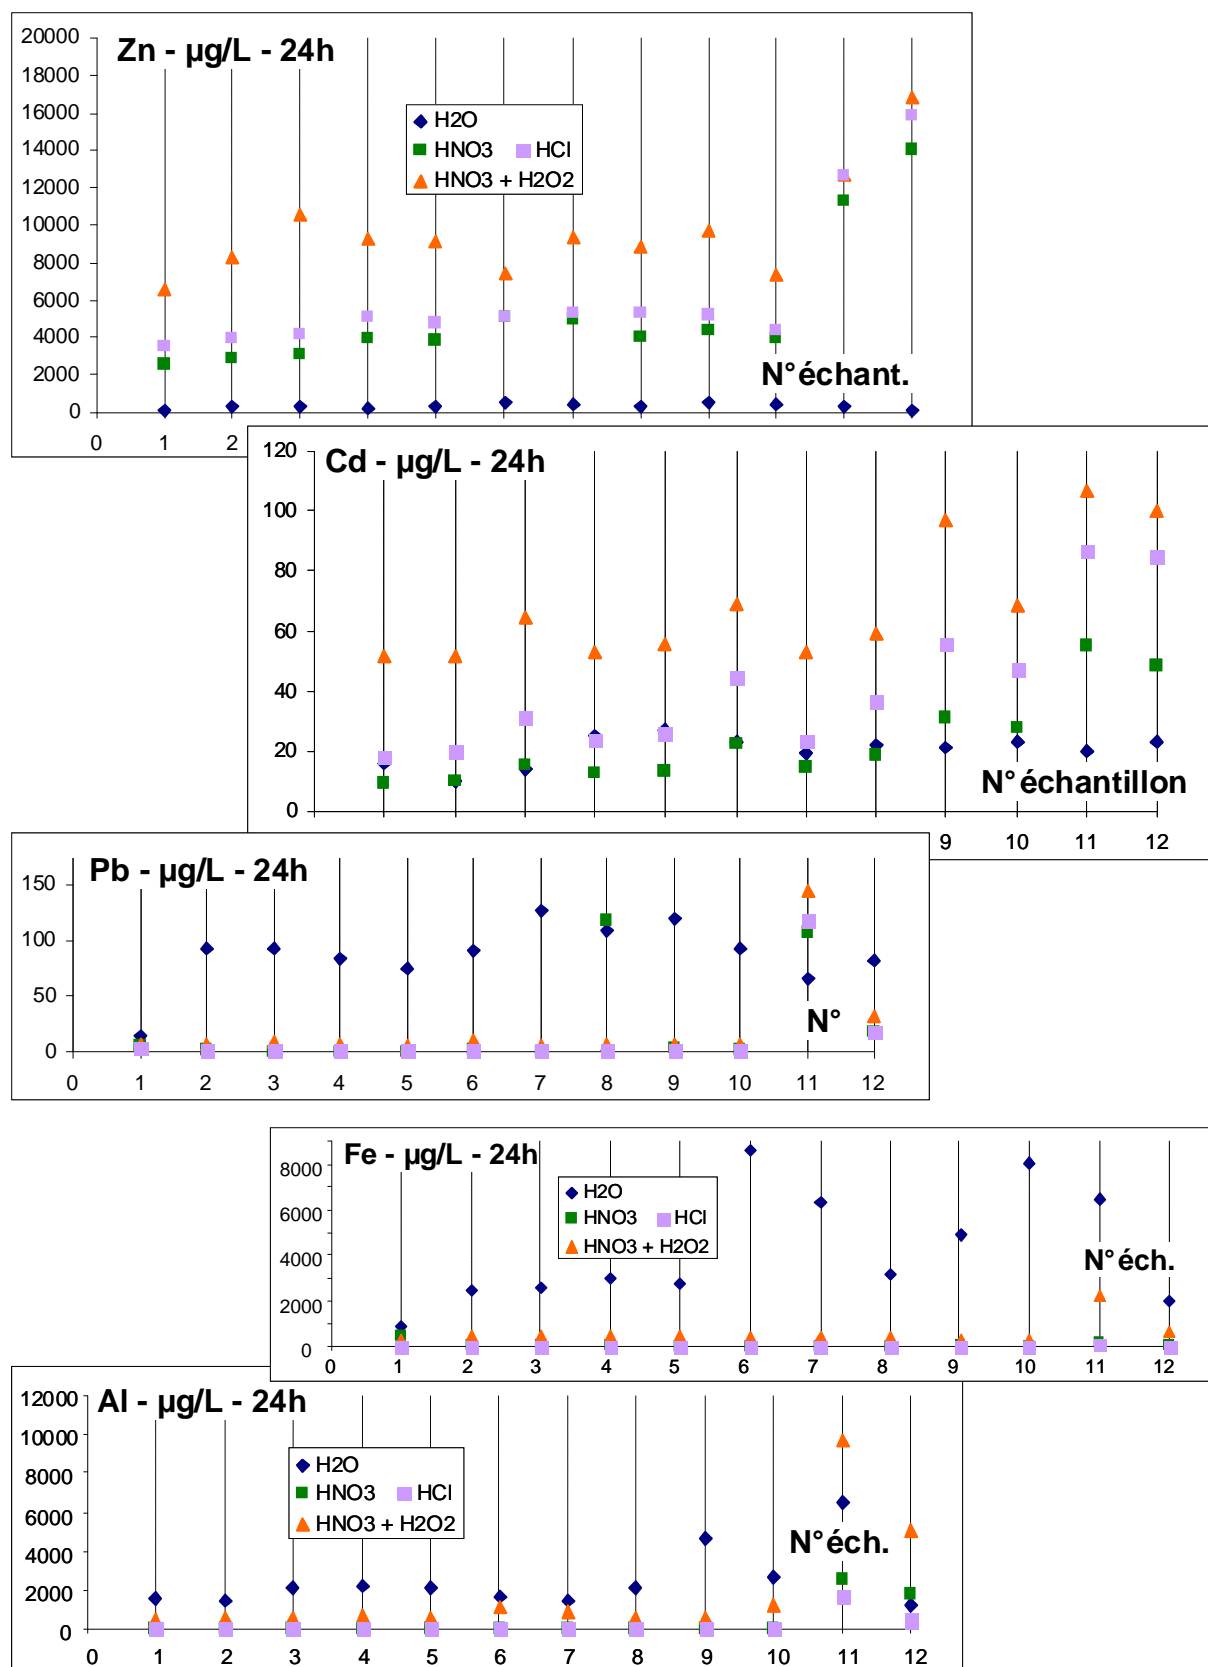 Zn - µg/L - 24h
20000
18000
16000
14000
12000
10000
8000
6000
4000
2000
0
H2O
HNO3 HCl
HNO3 + H2O2
N°échant.
0 1 2
Cd - µg/L - 24h
120
100
80
60
40
20
0
N°échantillon
9 10 11 12
Pb - µg/L - 24h
150
100
50
0
N°
0 1 2 3 4 5 6 7 8 9 10 11 12
Fe - µg/L - 24h
8000
6000
4000
2000
0
H2O
HNO3 HCl
HNO3 + H2O2
N°éch.
0 1 2 3 4 5 6 7 8 9 10 11 12
Al - µg/L - 24h
12000
10000
8000
6000
4000
2000
0
H2O
HNO3 HCl
HNO3 + H2O2
N°éch.
0 1 2 3 4 5 6 7 8 9 10 11 12